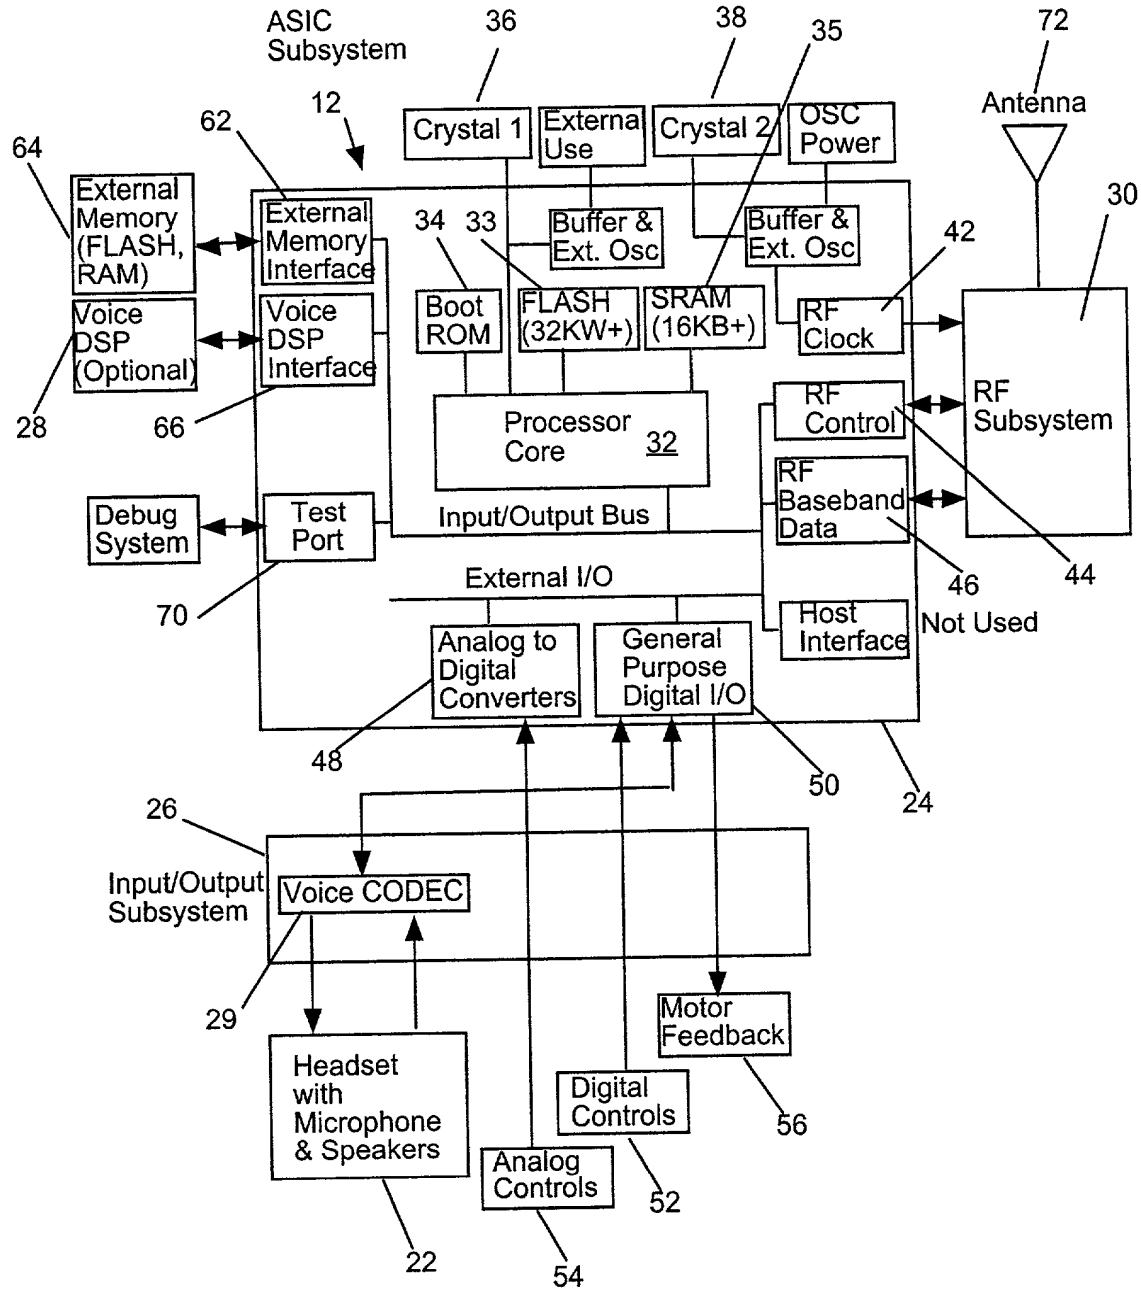 ASIC
Subsystem
36
38
35
72
12
Crystal 1
External
Use
Crystal 2
OSC
Power
Antenna
62
64
External
Memory
(FLASH,
RAM)
External
Memory
Interface
34
33
Buffer &
Ext. Osc
Buffer &
Ext. Osc
42
30
Voice
DSP
(Optional)
Voice
DSP
Interface
Boot
ROM
FLASH
(32KW+)
SRAM
(16KB+)
RF
Clock
28
66
Processor
Core
32
RF
Control
RF
Subsystem
Debug
System
Test
Port
Input/Output Bus
RF
Baseband
Data
70
External I/O
46
44
Analog to
Digital
Converters
General
Purpose
Digital I/O
Host
Interface
Not Used
48
50
24
26
Input/Output
Subsystem
Voice CODEC
29
Motor
Feedback
Headset
with
Microphone
& Speakers
Digital
Controls
56
Analog
Controls
52
22
54